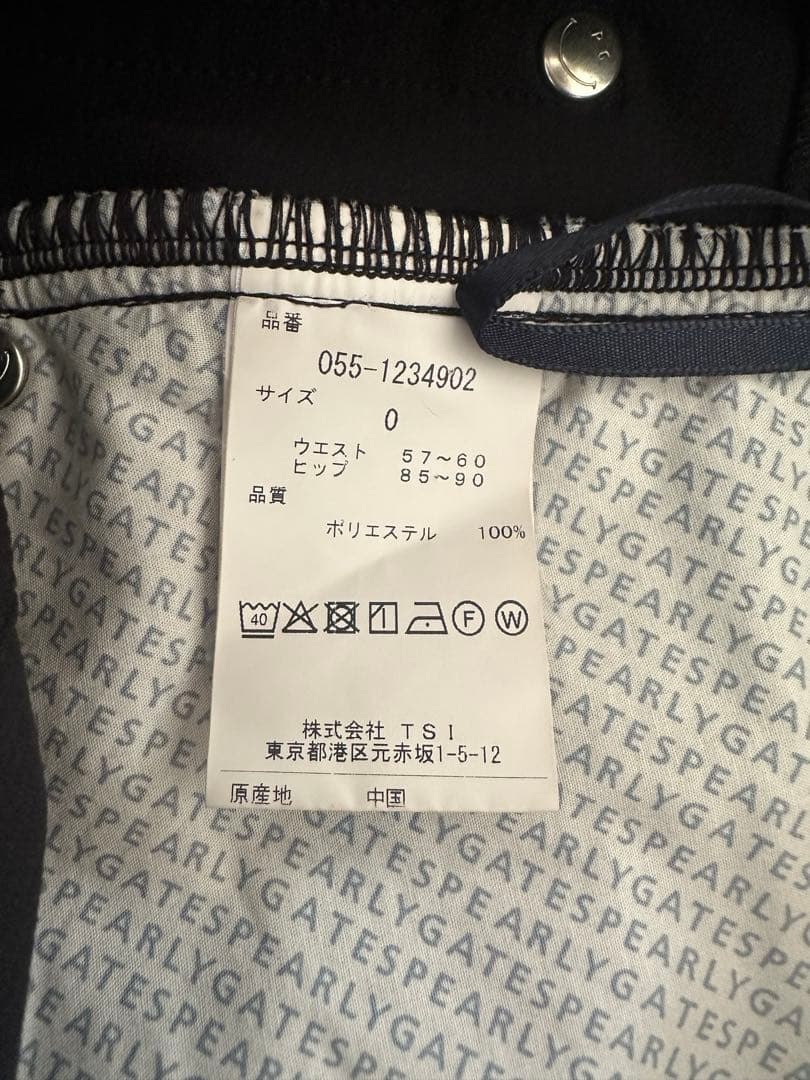 品番
055-1234902
サイズ
0
ウエスト 57～60
ヒップ 85～90
品質
ポリエステル 100%
40
F W
株式会社 TSI
東京都港区元赤坂1-5-12
原産地 中国
PEARLYGATES